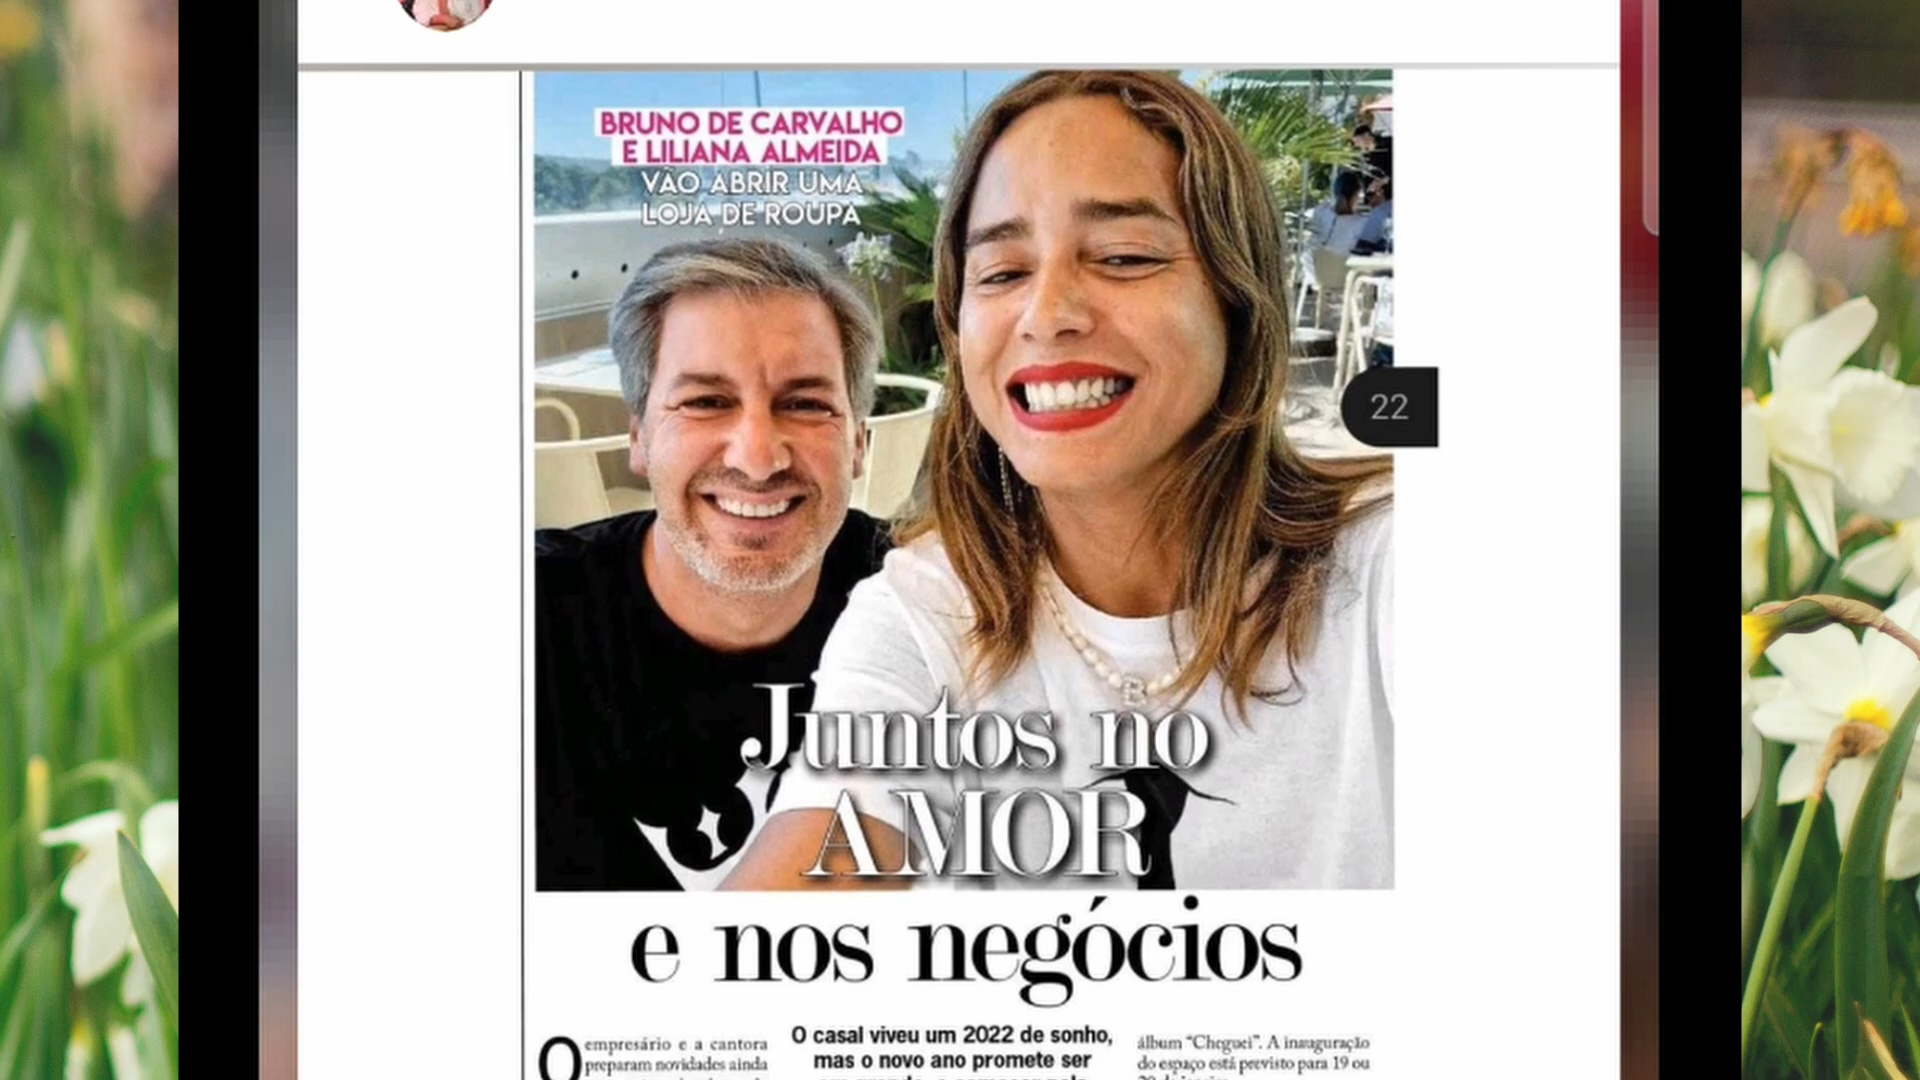 BRUNO DE CARVALHO
E LILIANA ALMEIDA
VÃO ABRIR UMA
LOJA DE ROUPA
22
B
Juntos no
AMOR
e nos negócios
O empresário e a cantora
preparam novidades ainda
O casal viveu um 2022 de sonho,
mas o novo ano promete ser
álbum “Cheguei”. A inauguração
do espaço está previsto para 19 ou